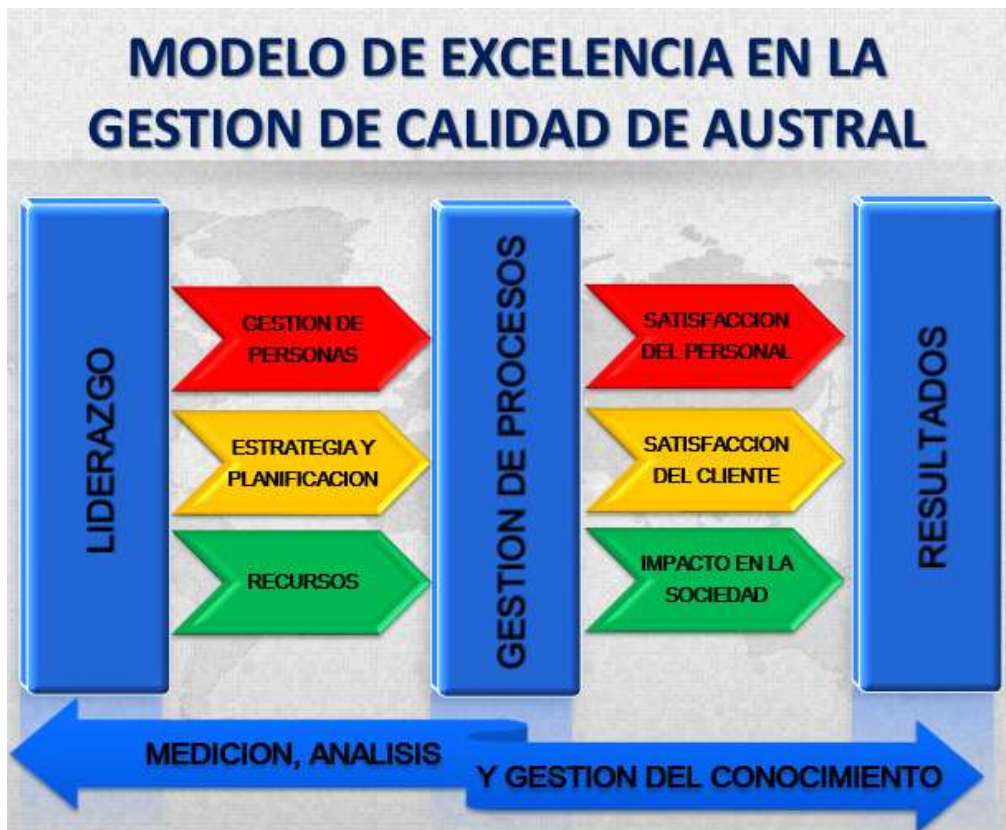 MODELO DE EXCELENCIA EN LA
GESTION DE CALIDAD DE AUSTRAL
LIDERAZGO
GESTION DE
PERSONAS
ESTRATEGIA Y
PLANIFICACION
RECURSOS
GESTION DE PROCESOS
SATISFACCION
DEL PERSONAL
SATISFACCION
DEL CLIENTE
IMPACTO EN LA
SOCIEDAD
RESULTADOS
MEDICION, ANALISIS
Y GESTION DEL CONOCIMIENTO